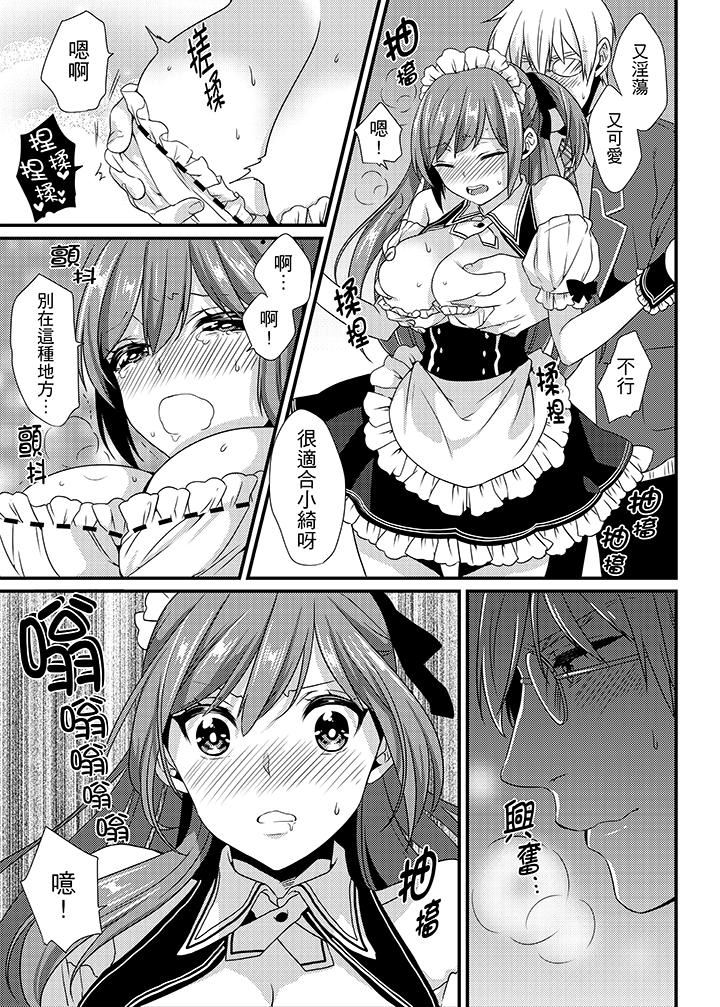 又淫蕩
又可愛
抽搐
嗯！
揉捏
不行
揉捏
很適合小綺呀
抽搐
抽搐
搓揉
嗯啊
捏揉
捏揉
啊…
啊！
顫抖
別在這種地方…
顫抖
興奮…
嗡
嗡
嗡
嗡
嗡
抽搐
噫！